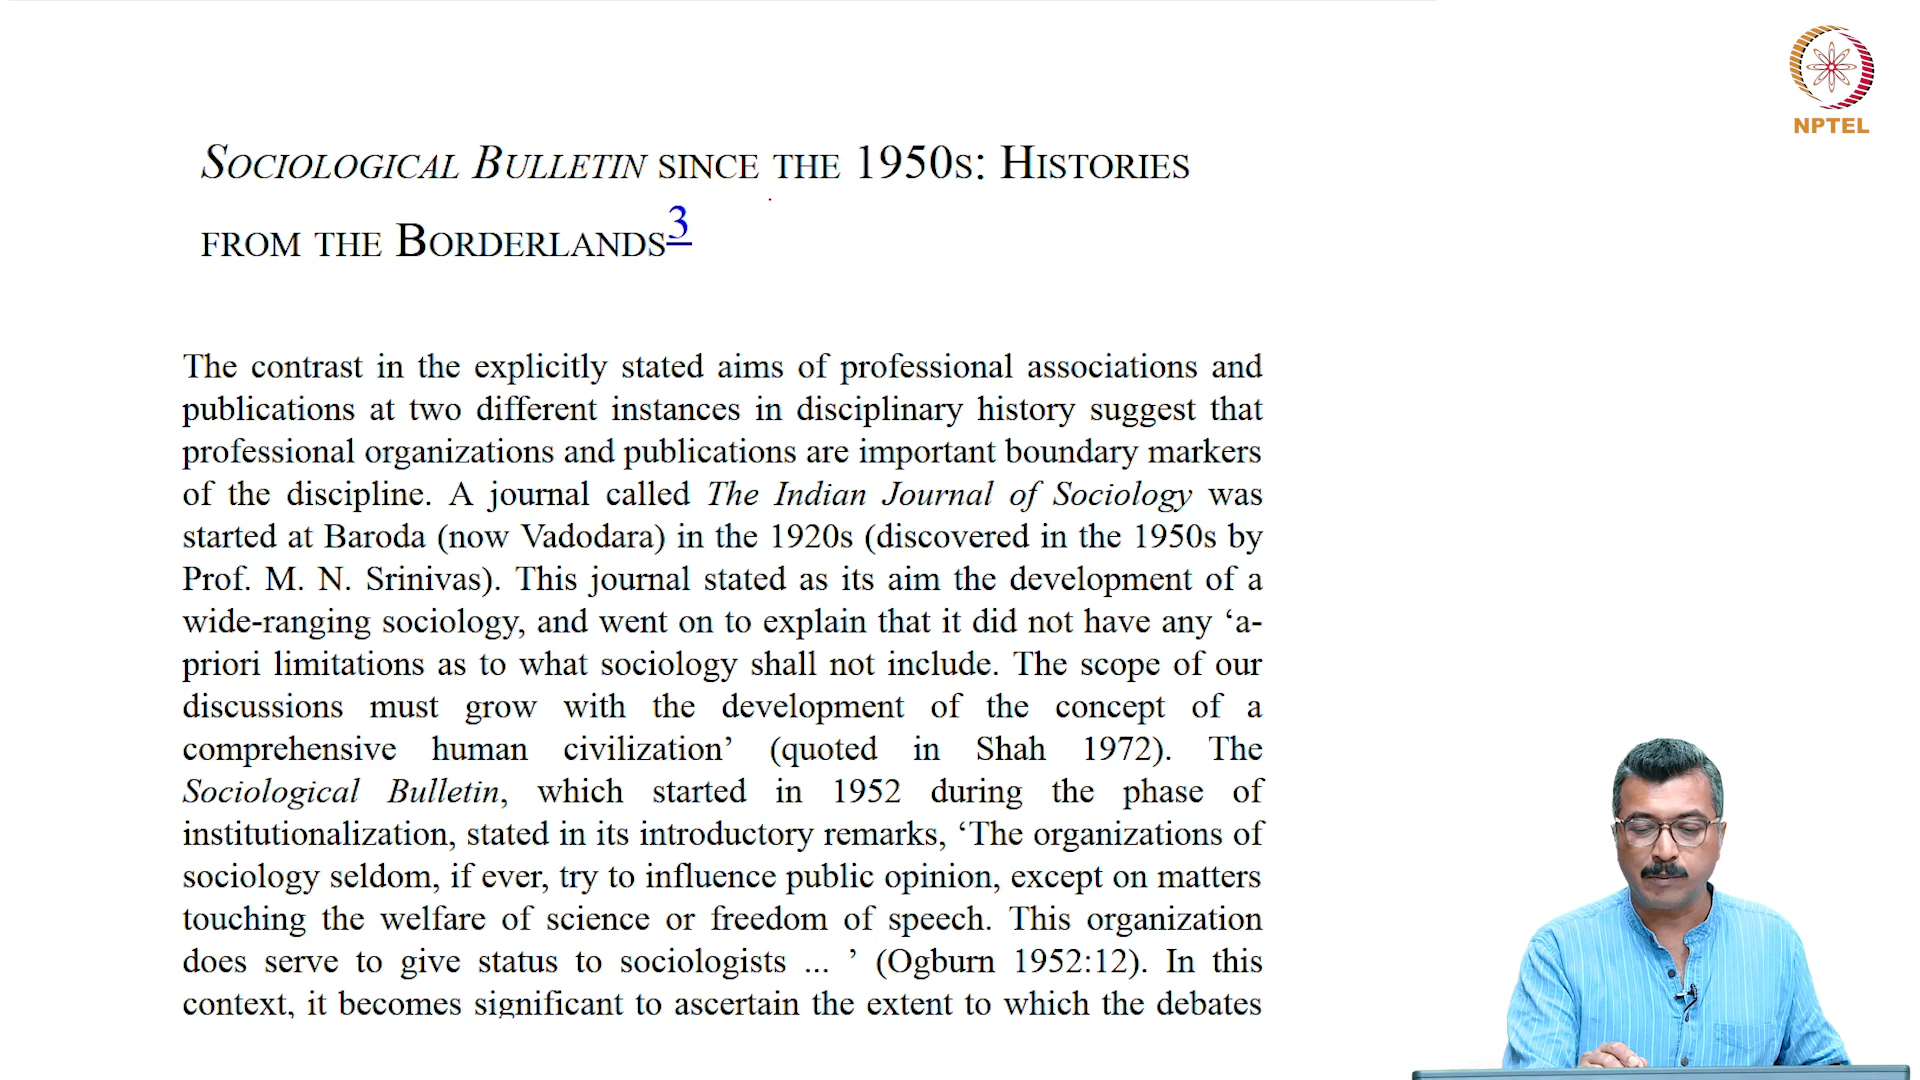 NPTEL
SOCIOLOGICAL BULLETIN SINCE THE 1950S: HISTORIES
FROM THE BORDERLANDS3
The contrast in the explicitly stated aims of professional associations and
publications at two different instances in disciplinary history suggest that
professional organizations and publications are important boundary markers
of the discipline. A journal called The Indian Journal of Sociology was
started at Baroda (now Vadodara) in the 1920s (discovered in the 1950s by
Prof. M. N. Srinivas). This journal stated as its aim the development of a
wide-ranging sociology, and went on to explain that it did not have any ‘a-
priori limitations as to what sociology shall not include. The scope of our
discussions must grow with the development of the concept of a
comprehensive human civilization’ (quoted in Shah 1972). The
Sociological Bulletin, which started in 1952 during the phase of
institutionalization, stated in its introductory remarks, ‘The organizations of
sociology seldom, if ever, try to influence public opinion, except on matters
touching the welfare of science or freedom of speech. This organization
does serve to give status to sociologists ... ’ (Ogburn 1952:12). In this
context, it becomes significant to ascertain the extent to which the debates